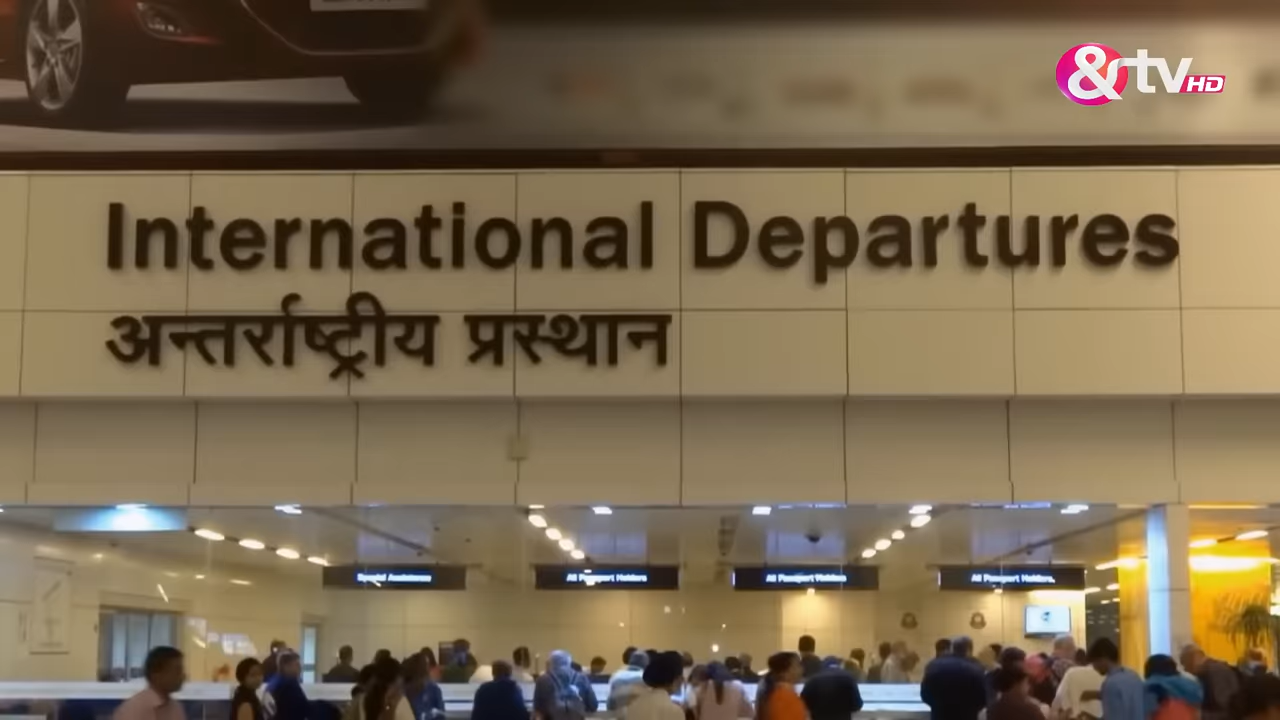 &tv HD
International Departures
अन्तर्राष्ट्रीय प्रस्थान
Special Assistance
All Passport Holders
All Passport Holders
All Passport Holders.